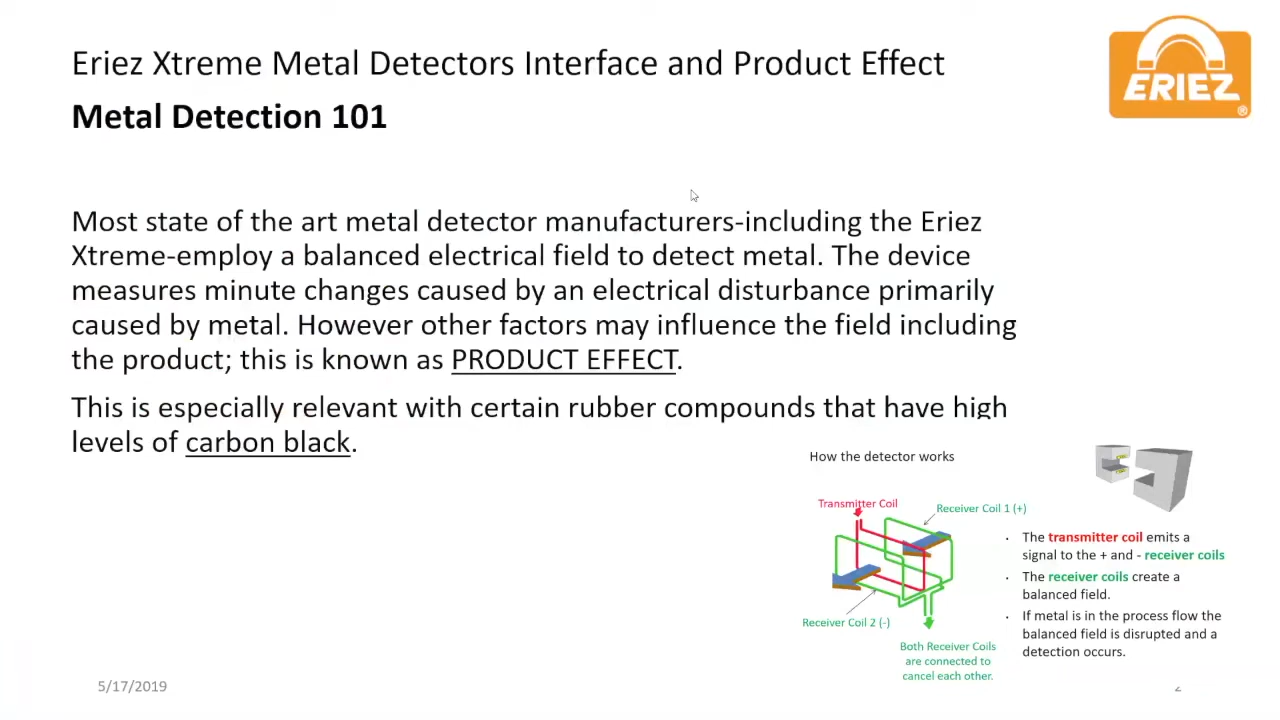 Eriez Xtreme Metal Detectors Interface and Product Effect
ERIEZ®
Metal Detection 101
Most state of the art metal detector manufacturers-including the Eriez
Xtreme-employ a balanced electrical field to detect metal. The device
measures minute changes caused by an electrical disturbance primarily
caused by metal. However other factors may influence the field including
the product; this is known as PRODUCT EFFECT.
This is especially relevant with certain rubber compounds that have high
levels of carbon black.
How the detector works
Transmitter Coil
Receiver Coil 1 (+)
Receiver Coil 2 (-)
Both Receiver Coils
are connected to
cancel each other.
· The transmitter coil emits a
signal to the + and - receiver coils
· The receiver coils create a
balanced field.
· If metal is in the process flow the
balanced field is disrupted and a
detection occurs.
5/17/2019
2